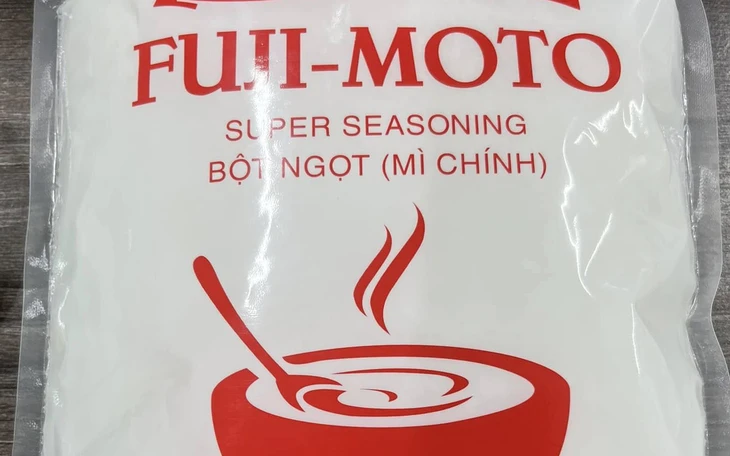 FUJI-MOTO
SUPER SEASONING
BỘT NGỌT (MÌ CHÍNH)